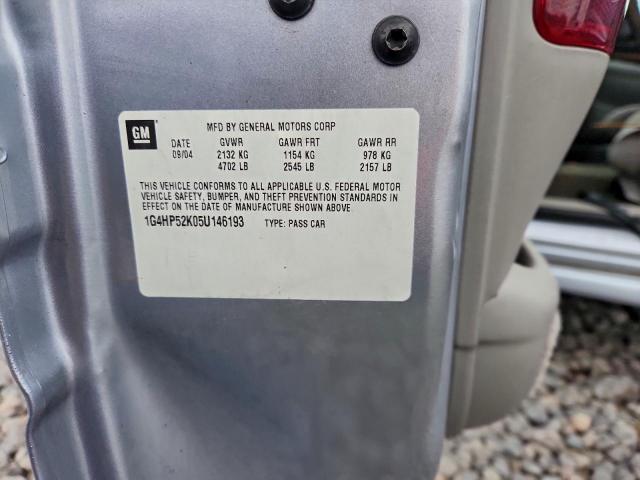 GM
MFD BY GENERAL MOTORS CORP
DATE GVWR GAWR FRT GAWR RR
09/04 2132 KG 1154 KG 978 KG
4702 LB 2545 LB 2157 LB
THIS VEHICLE CONFORMS TO ALL APPLICABLE U.S. FEDERAL MOTOR
VEHICLE SAFETY, BUMPER, AND THEFT PREVENTION STANDARDS IN
EFFECT ON THE DATE OF MANUFACTURE SHOWN ABOVE.
1G4HP52K05U146193 TYPE: PASS CAR